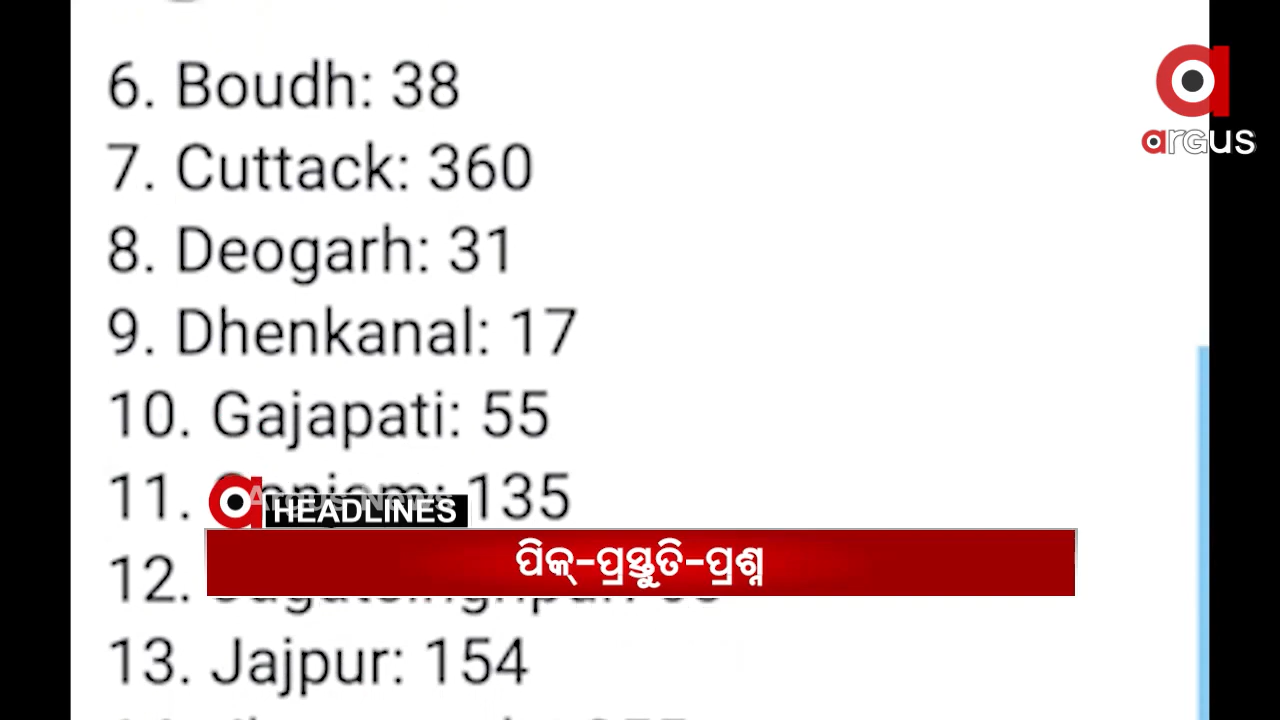 6. Boudh: 38
7. Cuttack: 360
8. Deogarh: 31
9. Dhenkanal: 17
10. Gajapati: 55
11. 135
12.
13. Jajpur: 154
argus
HEADLINES
ପିକ୍-ପ୍ରସ୍ତୁତି-ପ୍ରଶ୍ନ